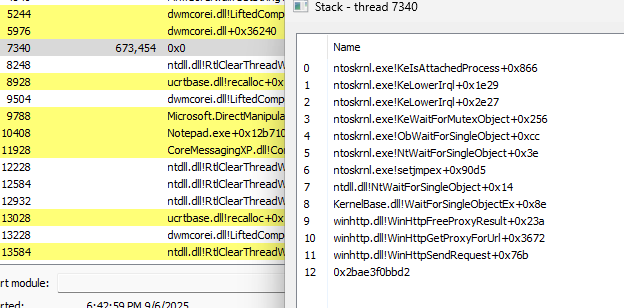 5244 dwmcorei.dll!LiftedComp
5976 dwmcorei.dll+0x36240
7340 673,454 0x0
8248 ntdll.dll!RtlClearThreadW
8928 ucrtbase.dll!recalloc+0x
9504 dwmcorei.dll!LiftedComp
9788 Microsoft.DirectManipula
10408 Notepad.exe+0x12b710
11928 CoreMessagingXP.dll!Cor
12228 ntdll.dll!RtlClearThreadW
12584 ntdll.dll!RtlClearThreadW
12932 ntdll.dll!RtlClearThreadW
13028 ucrtbase.dll!recalloc+0x
13228 dwmcorei.dll!LiftedComp
13584 ntdll.dll!RtlClearThreadW
rt module:
6:42:59 PM 9/6/2025
Stack - thread 7340
Name
0 ntoskrnl.exe!KeIsAttachedProcess+0x866
1 ntoskrnl.exe!KeLowerIrql+0x1e29
2 ntoskrnl.exe!KeLowerIrql+0x2e27
3 ntoskrnl.exe!KeWaitForMutexObject+0x256
4 ntoskrnl.exe!ObWaitForSingleObject+0xcc
5 ntoskrnl.exe!NtWaitForSingleObject+0x3e
6 ntoskrnl.exe!setjmpex+0x90d5
7 ntdll.dll!NtWaitForSingleObject+0x14
8 KernelBase.dll!WaitForSingleObjectEx+0x8e
9 winhttp.dll!WinHttpFreeProxyResult+0x23a
10 winhttp.dll!WinHttpGetProxyForUrl+0x3672
11 winhttp.dll!WinHttpSendRequest+0x76b
12 0x2bae3f0bbd2